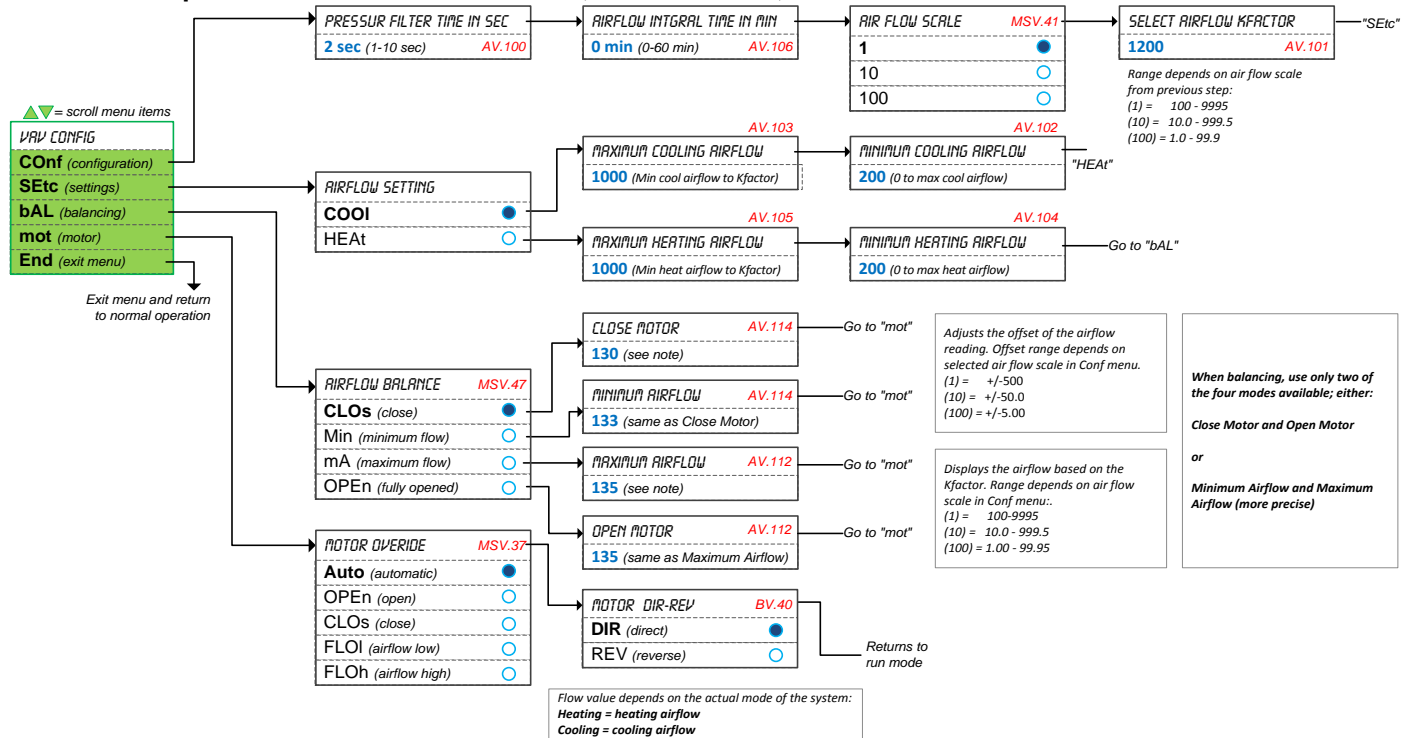 PRESSUR FILTER TIME IN SEC
2 sec (1-10 sec) AV.100
AIRFLOW INTGRAL TIME IN MIN
0 min (0-60 min) AV.106
AIR FLOW SCALE MSV.41
1
10
100
SELECT AIRFLOW KFACTOR
1200 AV.101
"SEtc"
Range depends on air flow scale
from previous step:
(1) = 100 - 9995
(10) = 10.0 - 999.5
(100) = 1.0 - 99.9
▲▼= scroll menu items
VAV CONFIG
COnf (configuration)
SEtc (settings)
bAL (balancing)
mot (motor)
End (exit menu)
Exit menu and return
to normal operation
AIRFLOW SETTING
COOl
HEAt
AV.103
MAXIMUM COOLING AIRFLOW
1000 (Min cool airflow to Kfactor)
AV.102
MINIMUM COOLING AIRFLOW
200 (0 to max cool airflow)
"HEAt"
AV.105
MAXIMUM HEATING AIRFLOW
1000 (Min heat airflow to Kfactor)
AV.104
MINIMUM HEATING AIRFLOW
200 (0 to max heat airflow)
Go to "bAL"
AIRFLOW BALANCE MSV.47
CLOs (close)
Min (minimum flow)
mA (maximum flow)
OPEn (fully opened)
CLOSE MOTOR AV.114
130 (see note)
Go to "mot"
MINIMUM AIRFLOW AV.114
133 (same as Close Motor)
Go to "mot"
MAXIMUM AIRFLOW AV.112
135 (see note)
Go to "mot"
OPEN MOTOR AV.112
135 (same as Maximum Airflow)
Go to "mot"
Adjusts the offset of the airflow
reading. Offset range depends on
selected air flow scale in Conf menu.
(1) = +/-500
(10) = +/-50.0
(100) = +/-5.00
Displays the airflow based on the
Kfactor. Range depends on air flow
scale in Conf menu:.
(1) = 100-9995
(10) = 10.0 - 999.5
(100) = 1.00 - 99.95
When balancing, use only two of
the four modes available; either:
Close Motor and Open Motor
or
Minimum Airflow and Maximum
Airflow (more precise)
MOTOR OVERIDE MSV.37
Auto (automatic)
OPEn (open)
CLOs (close)
FLOl (airflow low)
FLOh (airflow high)
MOTOR DIR-REV BV.40
DIR (direct)
REV (reverse)
Returns to
run mode
Flow value depends on the actual mode of the system:
Heating = heating airflow
Cooling = cooling airflow